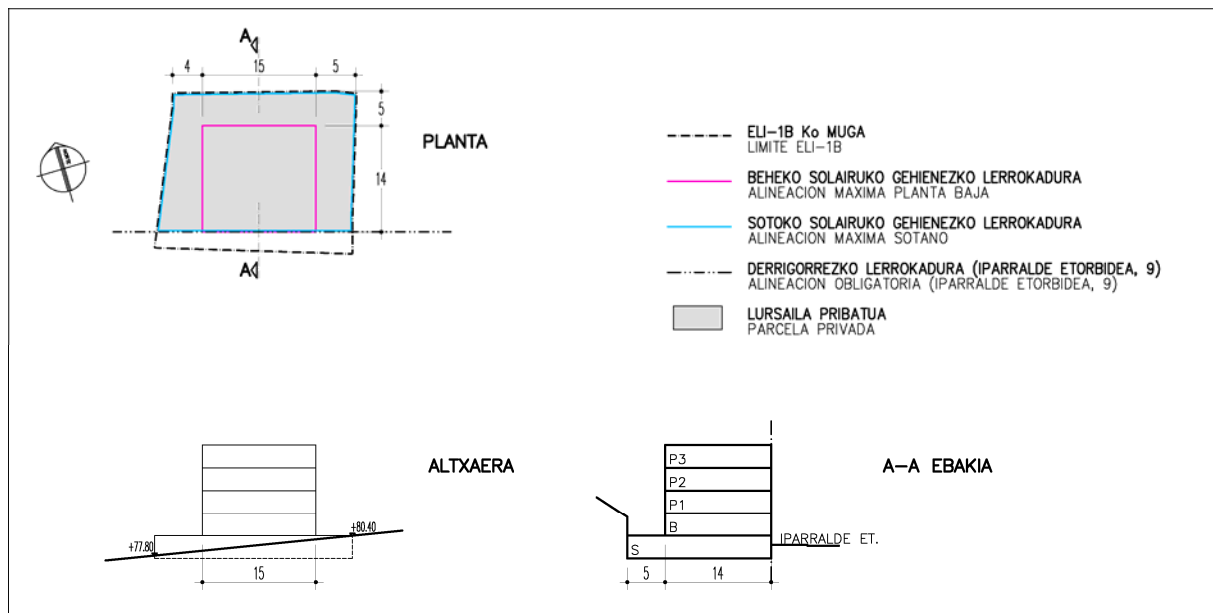 A
4 15 5
5
PLANTA
14
A
ELI-1B Ko MUGA
LIMITE ELI-1B
BEHEKO SOLAIRUKO GEHIENEZKO LERROKADURA
ALINEACION MAXIMA PLANTA BAJA
SOTOKO SOLAIRUKO GEHIENEZKO LERROKADURA
ALINEACION MAXIMA SOTANO
DERRIGORREZKO LERROKADURA (IPARRALDE ETORBIDEA, 9)
ALINEACION OBLIGATORIA (IPARRALDE ETORBIDEA, 9)
LURSAILA PRIBATUA
PARCELA PRIVADA
ALTXAERA
+77.80
+80.40
15
A-A EBAKIA
P3
P2
P1
B
S
IPARRALDE ET.
5 14